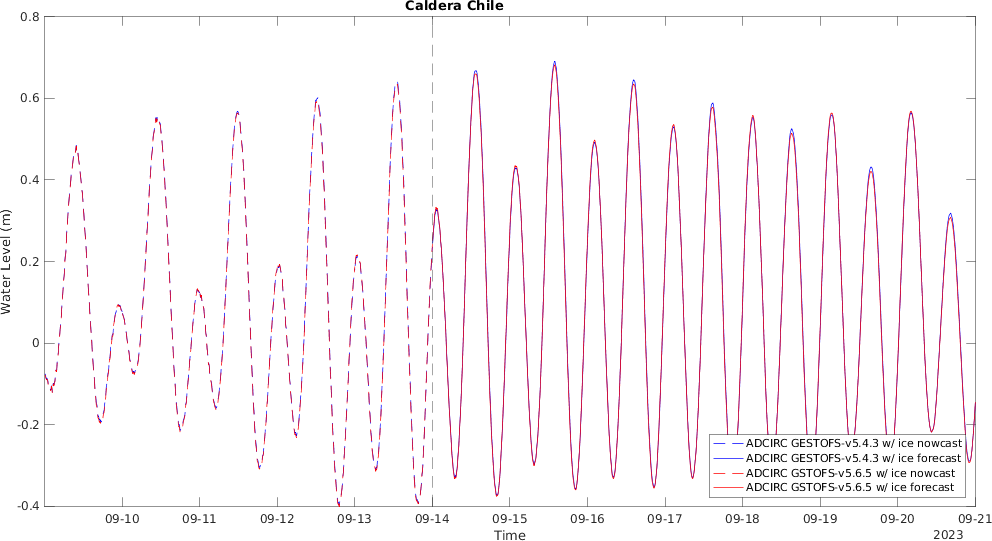 Caldera Chile
0.8
0.6
0.4
0.2
0
-0.2
-0.4
Water Level (m)
09-10 09-11 09-12 09-13 09-14 09-15 09-16 09-17 09-18 09-19 09-20 09-21
Time
2023
ADCIRC GESTOFS-v5.4.3 w/ ice nowcast
ADCIRC GESTOFS-v5.4.3 w/ ice forecast
ADCIRC GSTOFS-v5.6.5 w/ ice nowcast
ADCIRC GSTOFS-v5.6.5 w/ ice forecast